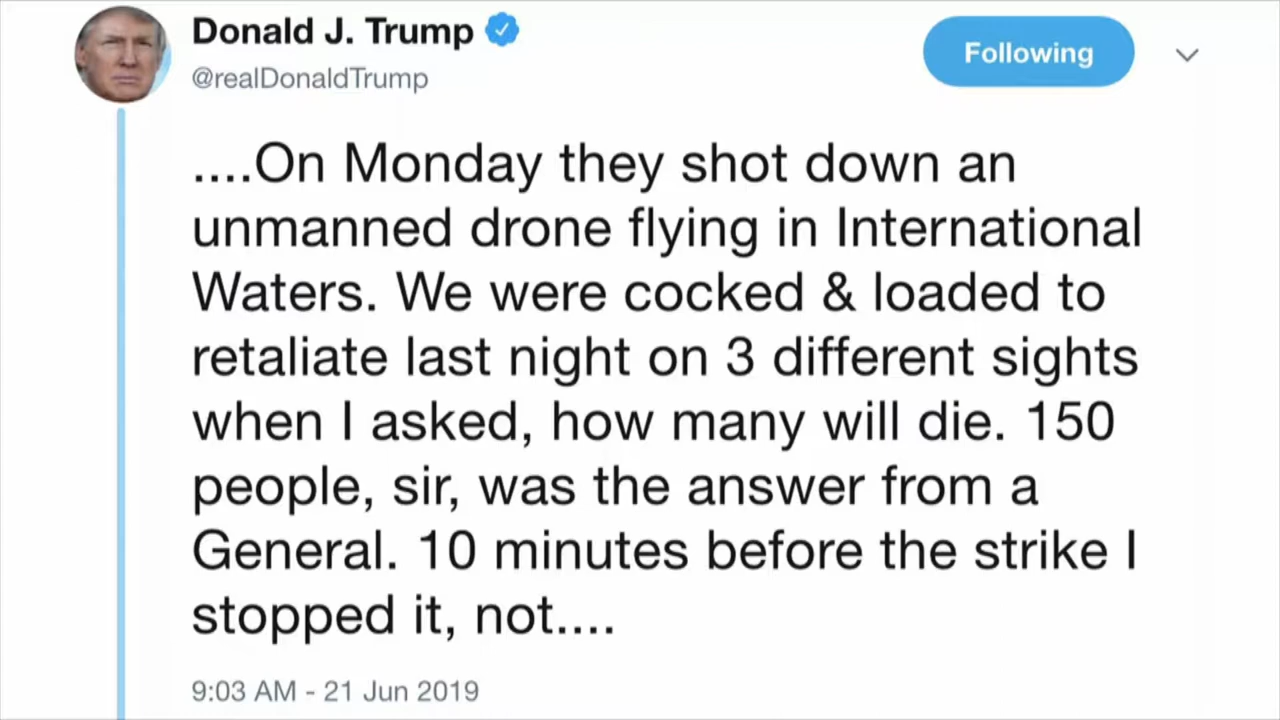 Donald J. Trump
@realDonaldTrump
Following
....On Monday they shot down an
unmanned drone flying in International
Waters. We were cocked & loaded to
retaliate last night on 3 different sights
when I asked, how many will die. 150
people, sir, was the answer from a
General. 10 minutes before the strike I
stopped it, not....
9:03 AM - 21 Jun 2019